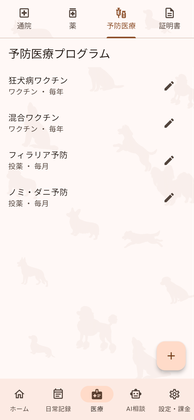 通院
薬
予防医療
証明書
予防医療プログラム
狂犬病ワクチン
ワクチン ・ 毎年
混合ワクチン
ワクチン ・ 毎年
フィラリア予防
投薬 ・ 毎月
ノミ・ダニ予防
投薬 ・ 毎月
ホーム
日常記録
医療
AI相談
設定・課金